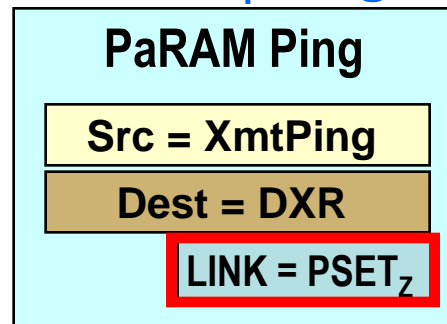 PaRAM Ping
Src = XmtPing
Dest = DXR
LINK = PSETZ